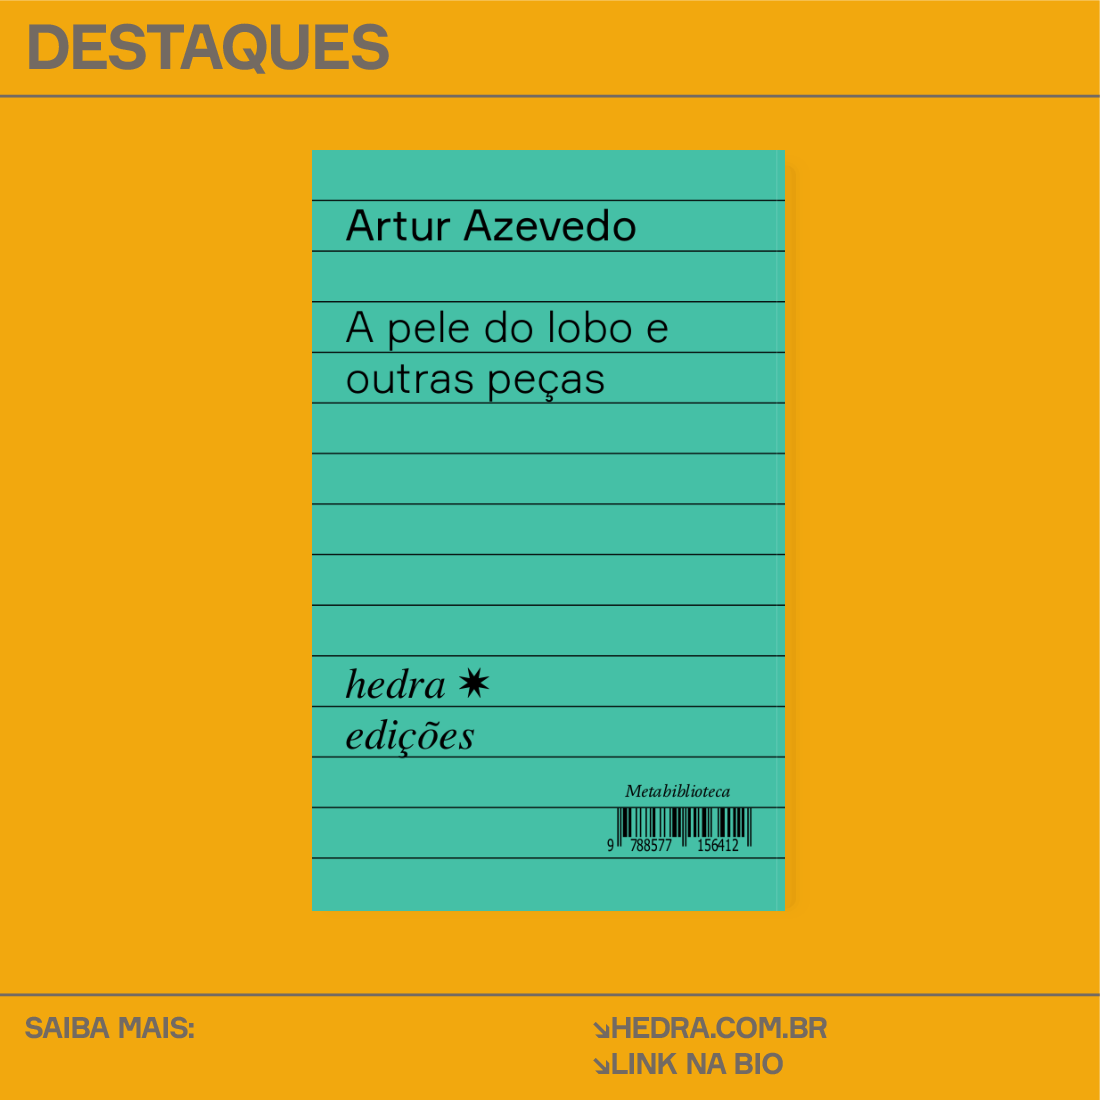 DESTAQUES
Artur Azevedo
A pele do lobo e
outras peças
hedra ✷
edições
Metabiblioteca
9 788577 156412
SAIBA MAIS:
↘HEDRA.COM.BR
↘LINK NA BIO